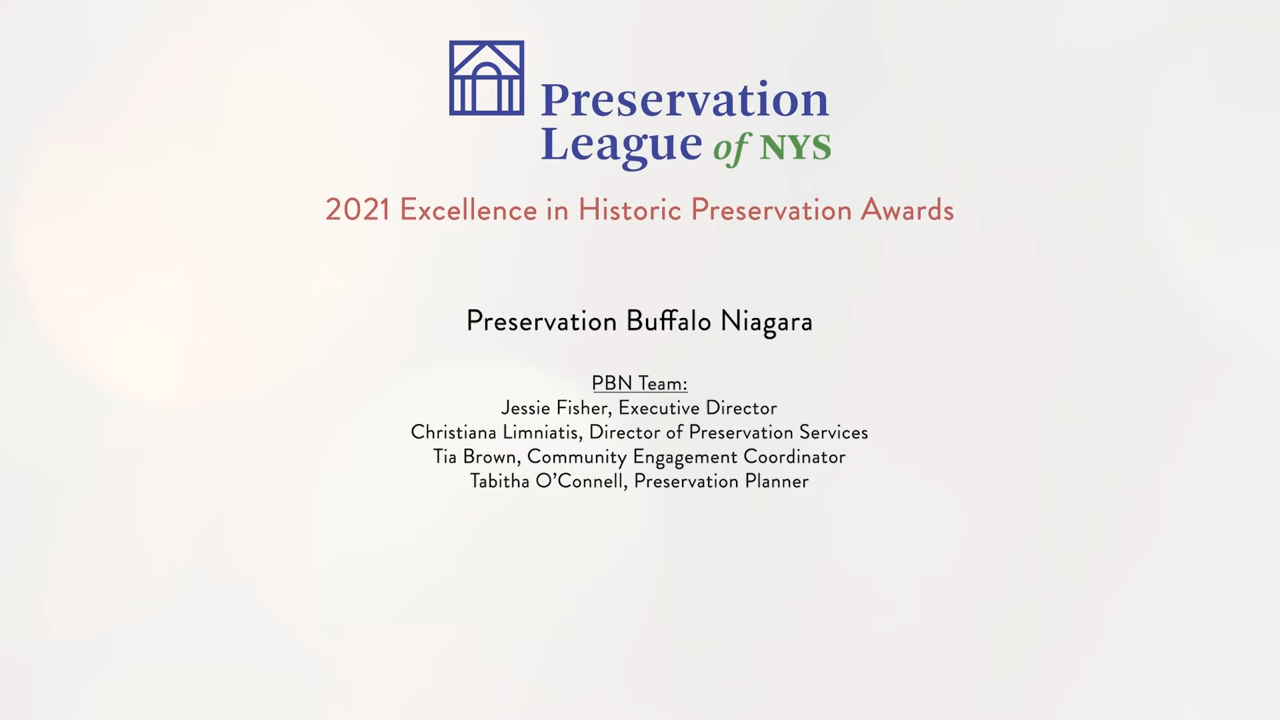 Preservation
League of NYS
2021 Excellence in Historic Preservation Awards
Preservation Buffalo Niagara
PBN Team:
Jessie Fisher, Executive Director
Christiana Limniatis, Director of Preservation Services
Tia Brown, Community Engagement Coordinator
Tabitha O’Connell, Preservation Planner